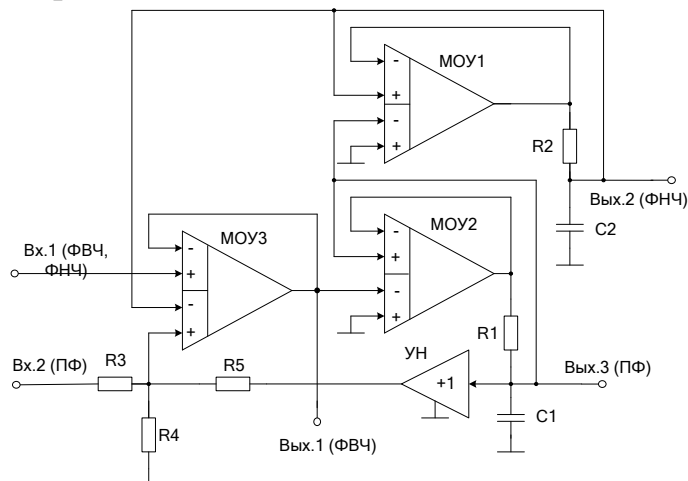 МОУ1
-
+
-
+
R2
Вых.2 (ФНЧ)
C2
МОУ2
-
+
-
+
МОУ3
-
+
-
+
Вх.1 (ФВЧ,
ФНЧ)
R1
УН
+1
Вых.3 (ПФ)
C1
Вх.2 (ПФ)
R3
R5
R4
Вых.1 (ФВЧ)